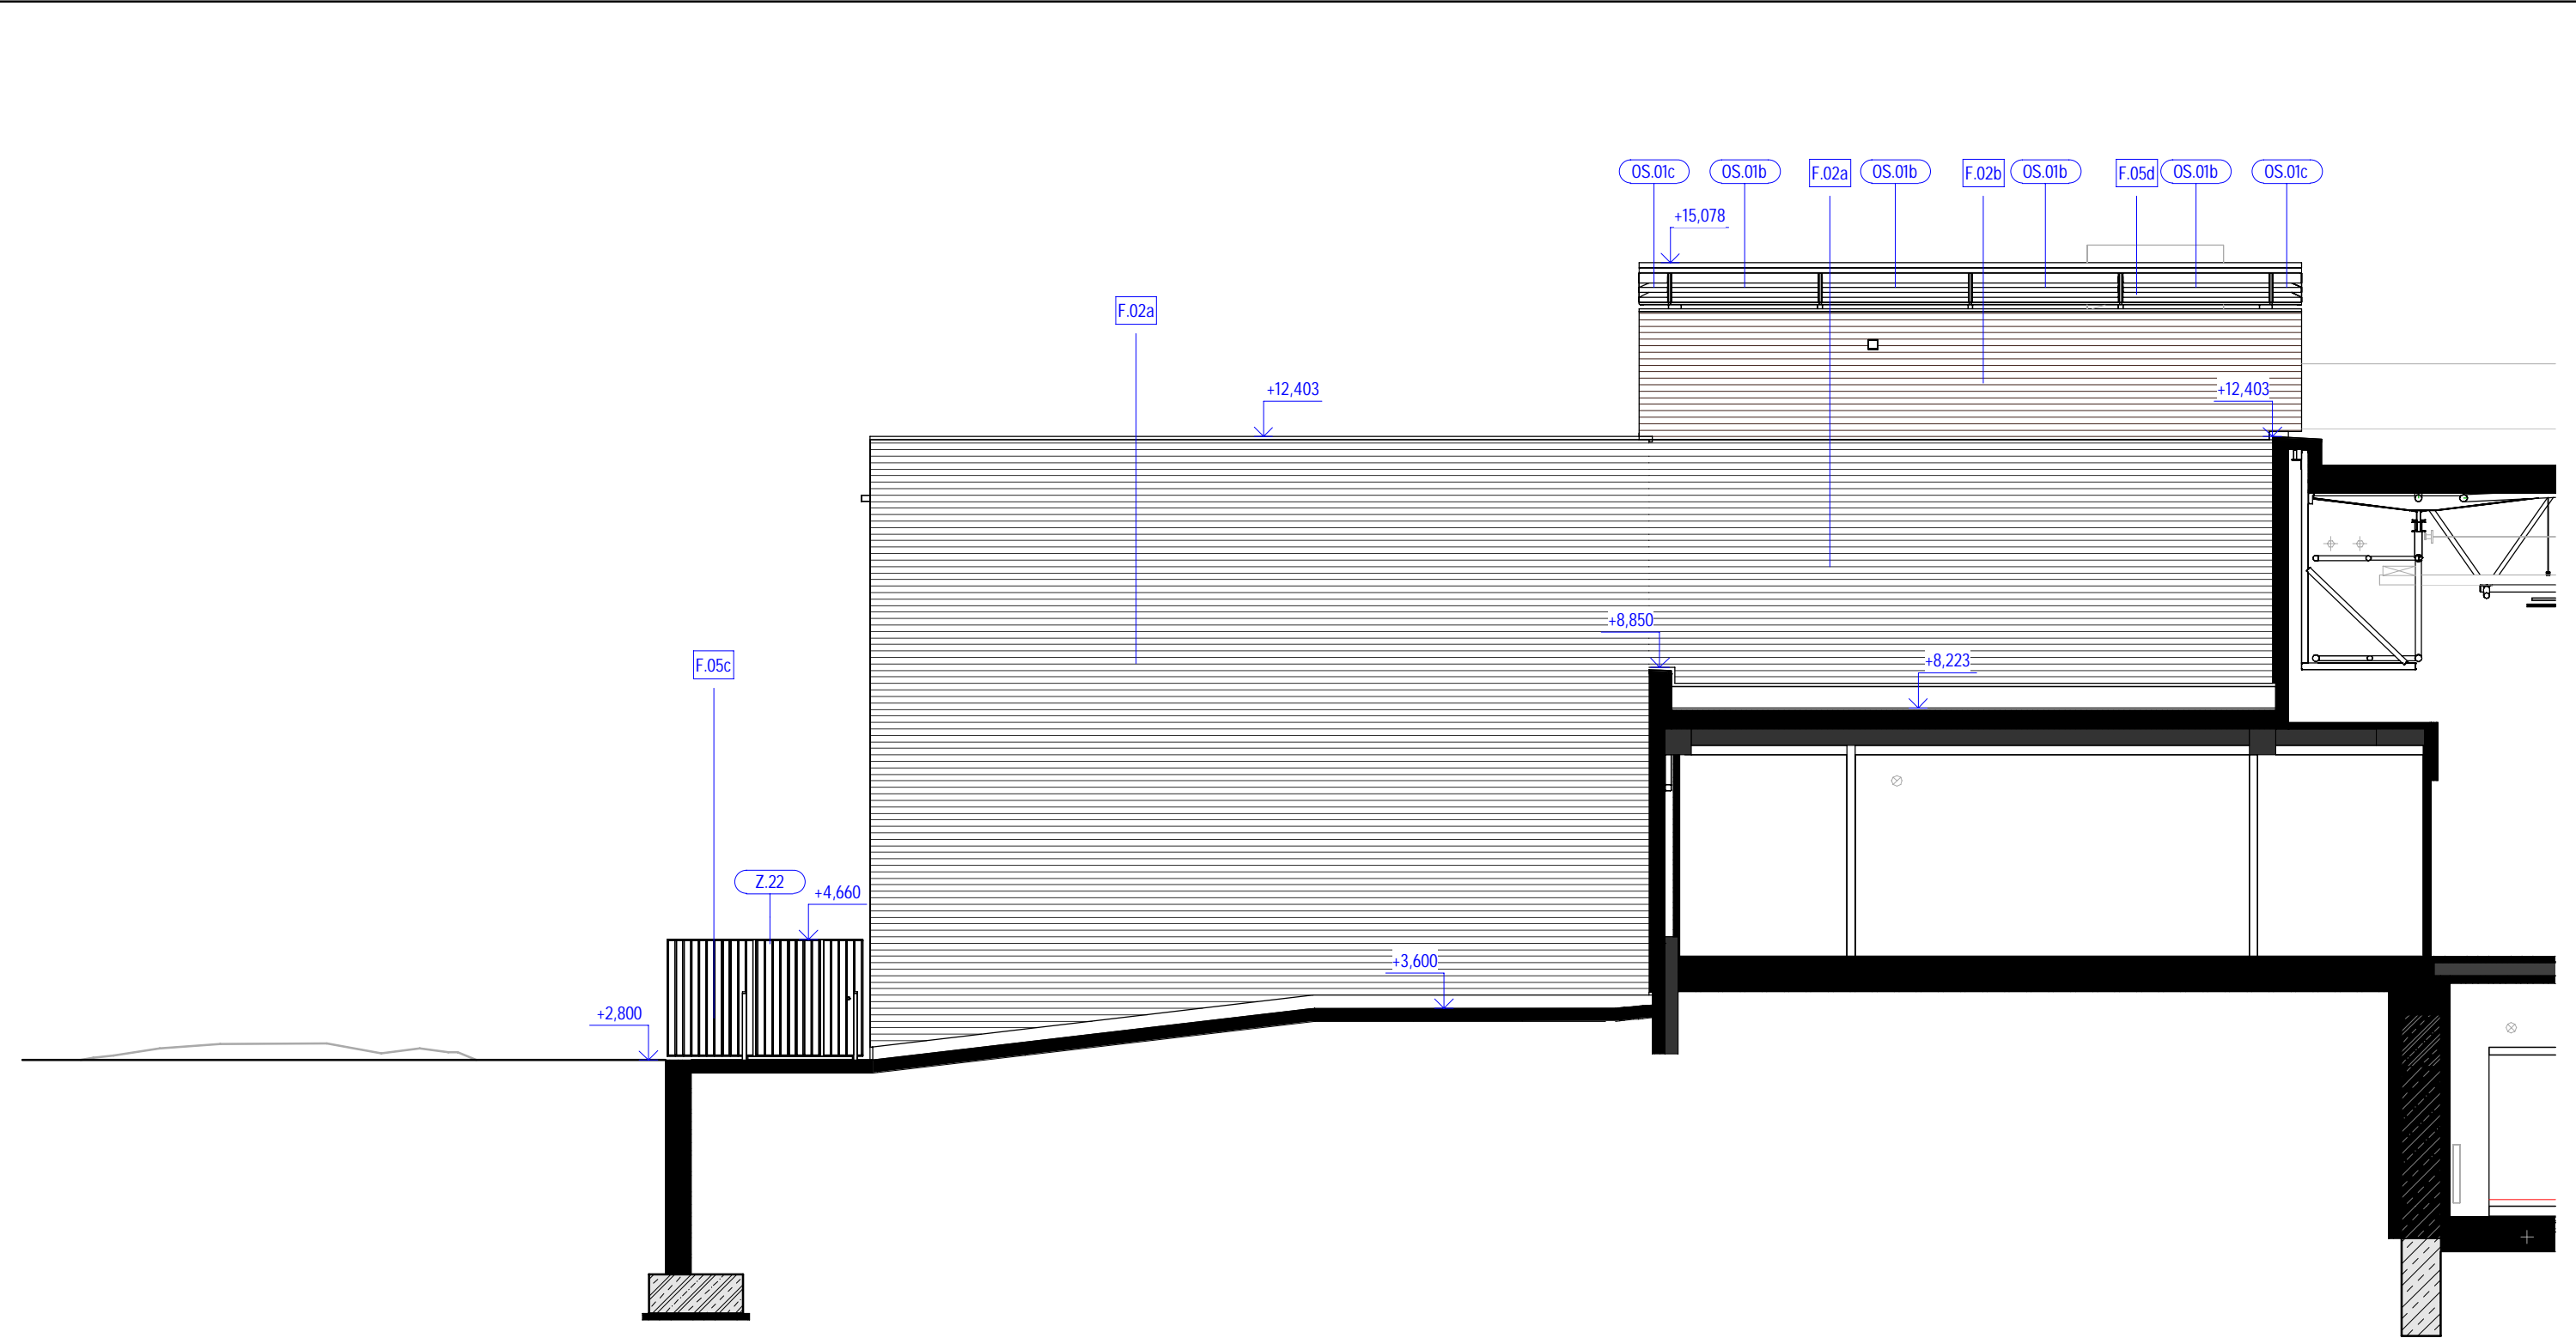 OS.01c OS.01b F.02a OS.01b F.02b OS.01b F.05d OS.01b OS.01c
+15,078
F.02a
+12,403
+12,403
+8,850
+8,223
F.05c
Z.22
+4,660
+3,600
+2,800